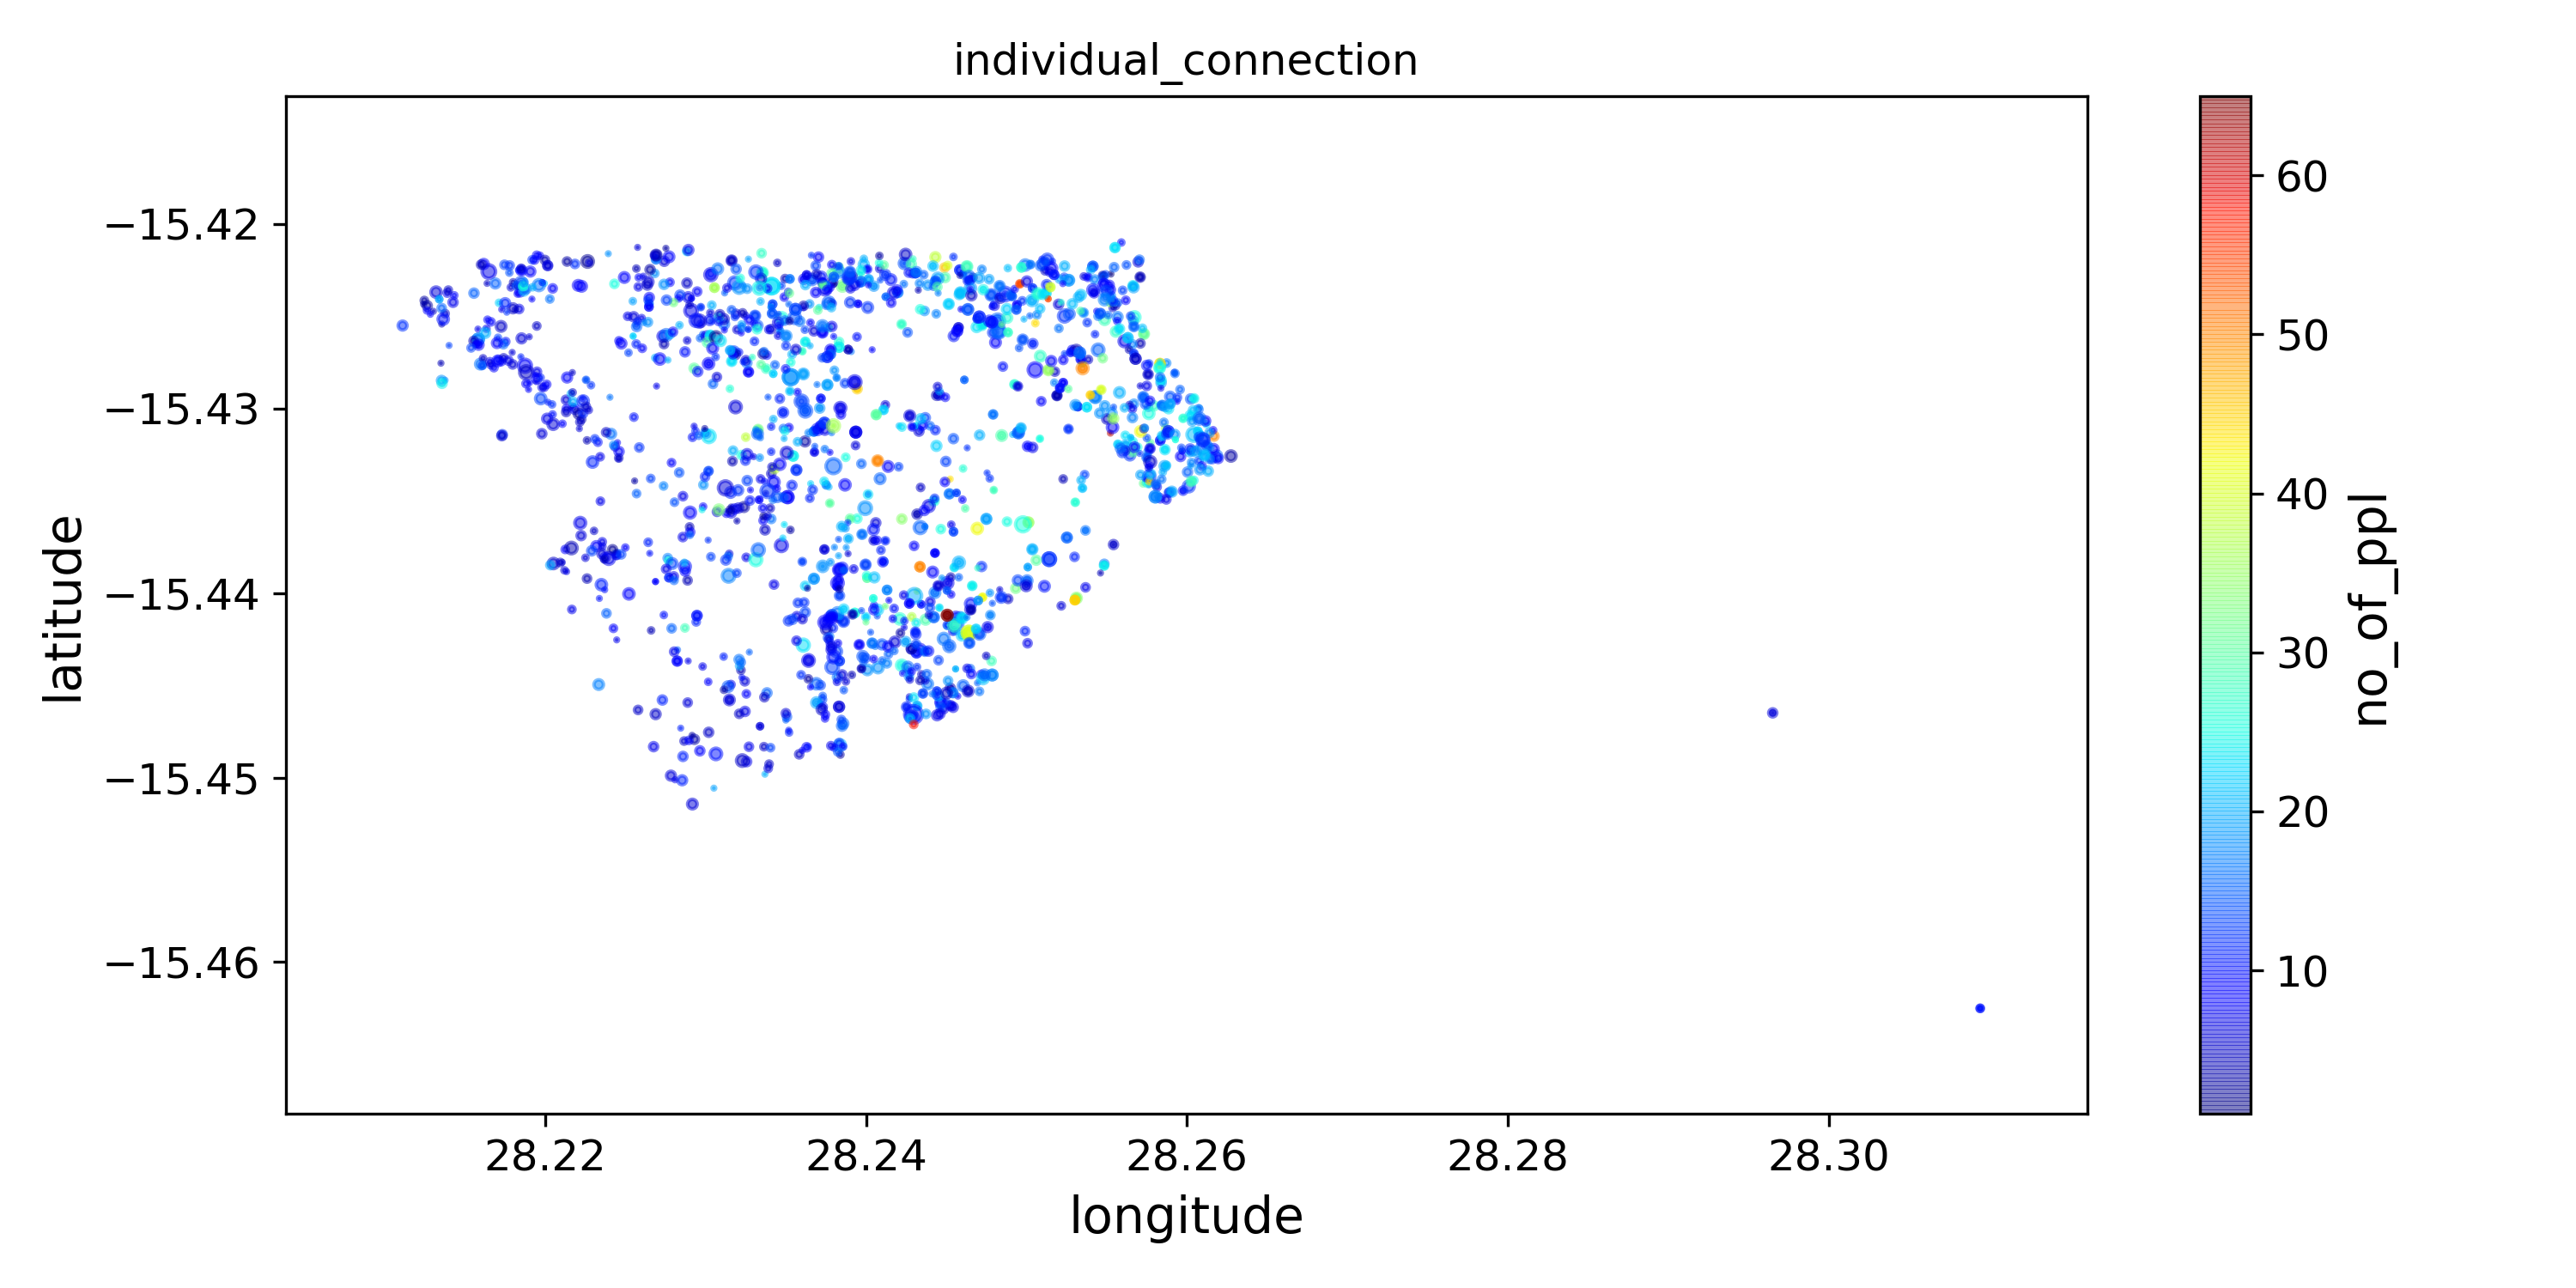 individual_connection
−15.42
−15.43
−15.44
−15.45
−15.46
latitude
28.22 28.24 28.26 28.28 28.30
longitude
60
50
40
30
20
10
no_of_ppl